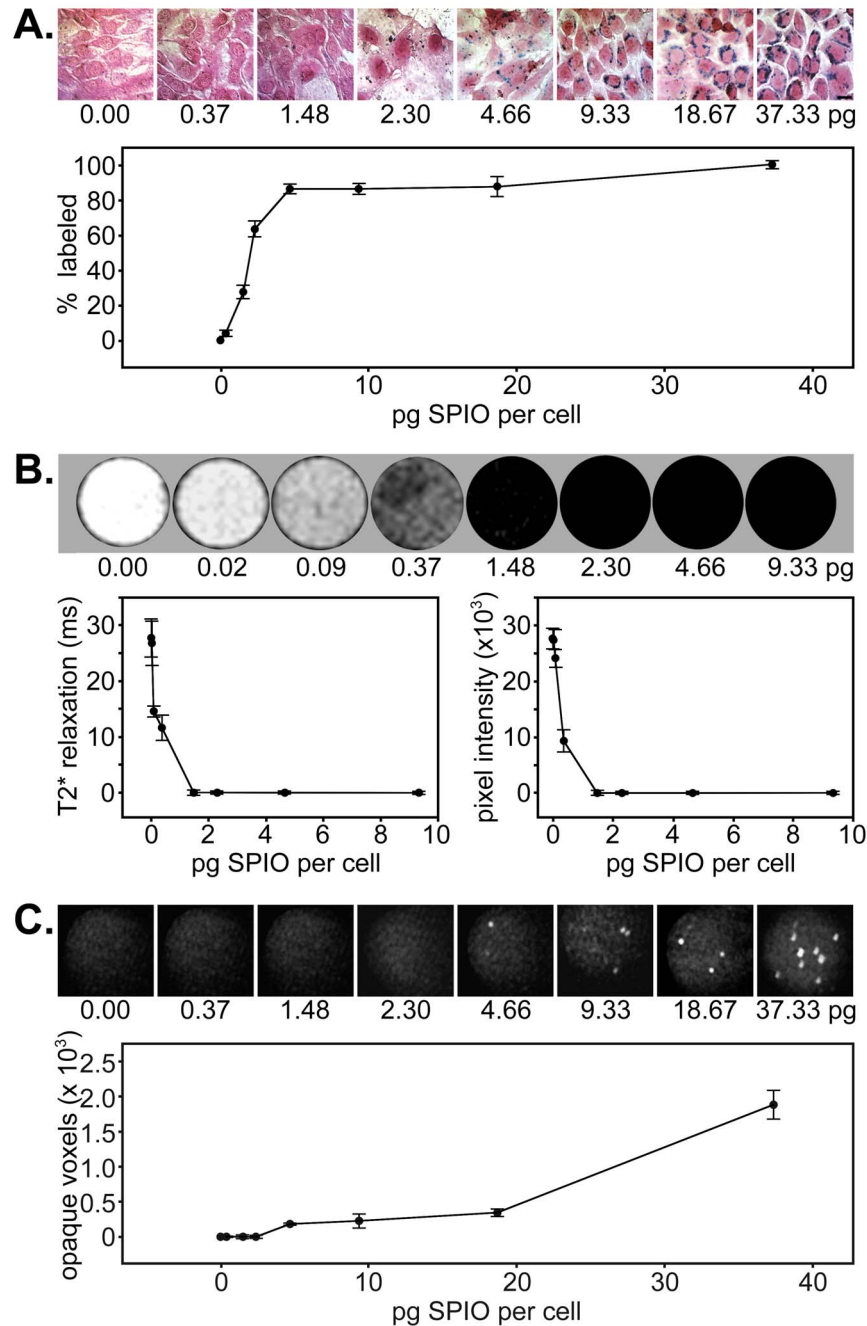 A.
0.00 0.37 1.48 2.30 4.66 9.33 18.67 37.33 pg
100
80
60
40
20
0
% labeled
0 10 20 30 40
pg SPIO per cell
B.
0.00 0.02 0.09 0.37 1.48 2.30 4.66 9.33 pg
30
20
10
0
T2* relaxation (ms)
0 2 4 6 8 10
pg SPIO per cell
30
20
10
0
pixel intensity (x10³)
0 2 4 6 8 10
pg SPIO per cell
C.
0.00 0.37 1.48 2.30 4.66 9.33 18.67 37.33 pg
2.5
2.0
1.5
1.0
0.5
0
opaque voxels (x 10³)
0 10 20 30 40
pg SPIO per cell